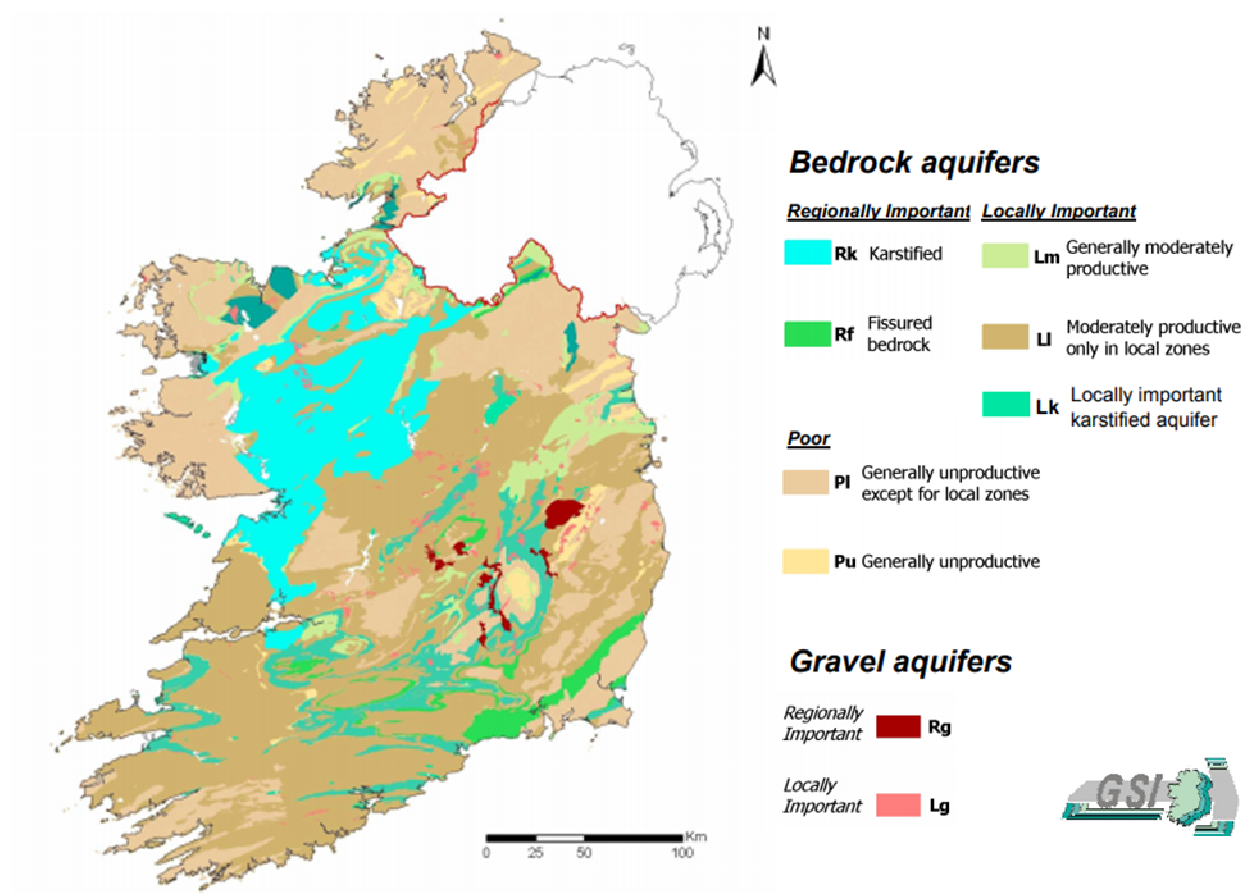 N
Bedrock aquifers
Regionally Important
Locally Important
Rk Karstified
Lm Generally moderately
productive
Rf Fissured
bedrock
Ll Moderately productive
only in local zones
Lk Locally important
karstified aquifer
Poor
Pl Generally unproductive
except for local zones
Pu Generally unproductive
Gravel aquifers
Regionally
Important
Rg
Locally
Important
Lg
GSI
Km
0 25 50 100